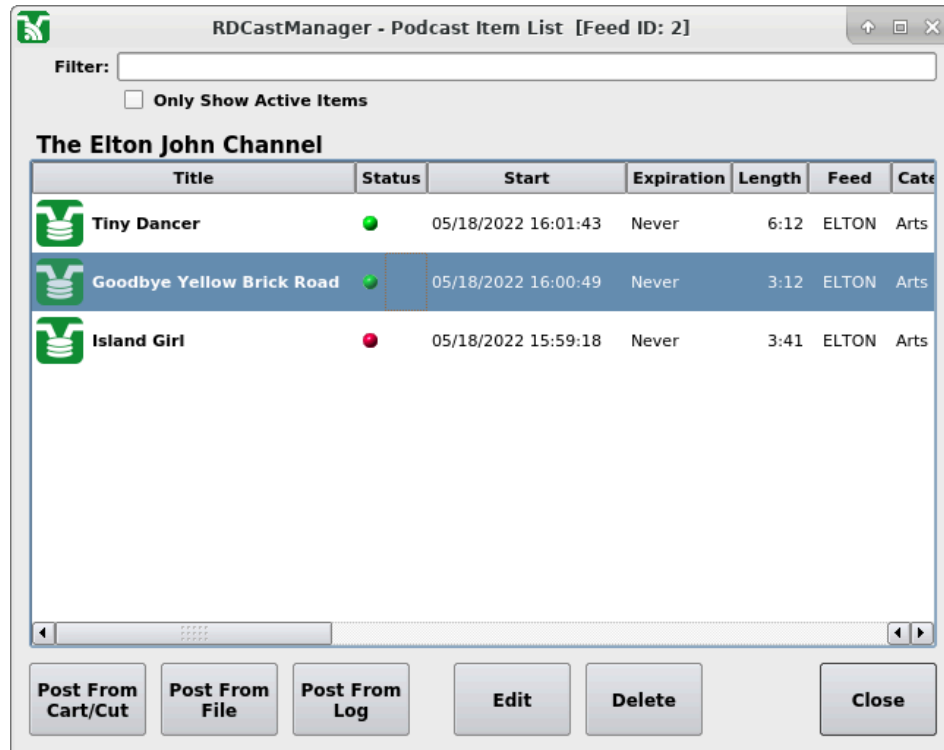 RDCastManager - Podcast Item List [Feed ID: 2]
Filter:
Only Show Active Items
The Elton John Channel
Title Status Start Expiration Length Feed Cate
Tiny Dancer 05/18/2022 16:01:43 Never 6:12 ELTON Arts
Goodbye Yellow Brick Road 05/18/2022 16:00:49 Never 3:12 ELTON Arts
Island Girl 05/18/2022 15:59:18 Never 3:41 ELTON Arts
Post From Cart/Cut
Post From File
Post From Log
Edit
Delete
Close